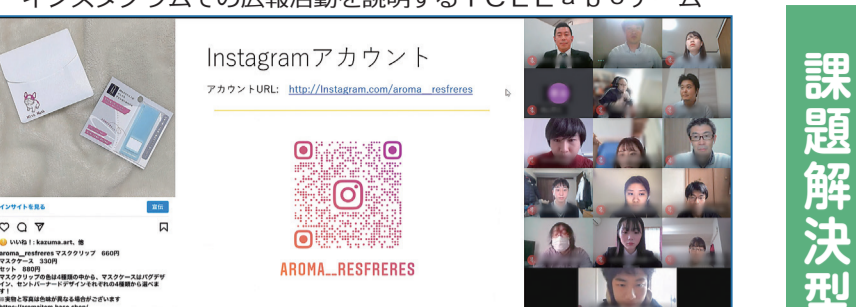 インスタグラムでの広報活動を説明するＩＣＥＥａｂｏチーム
Instagramアカウント
アカウントURL: http://Instagram.com/aroma__resfreres
AROMA__RESFRERES
インサイトを見る
宣伝
いいね！: kazuma.art、他
aroma__resfreres マスククリップ 660円
マスクケース 330円
セット 880円
マスククリップの色は4種類の中から、マスクケースはパグデザイン、セントバーナードデザインそれぞれの4種類から選べます！
※実物と写真は色味が異なる場合がございます
課題解決型